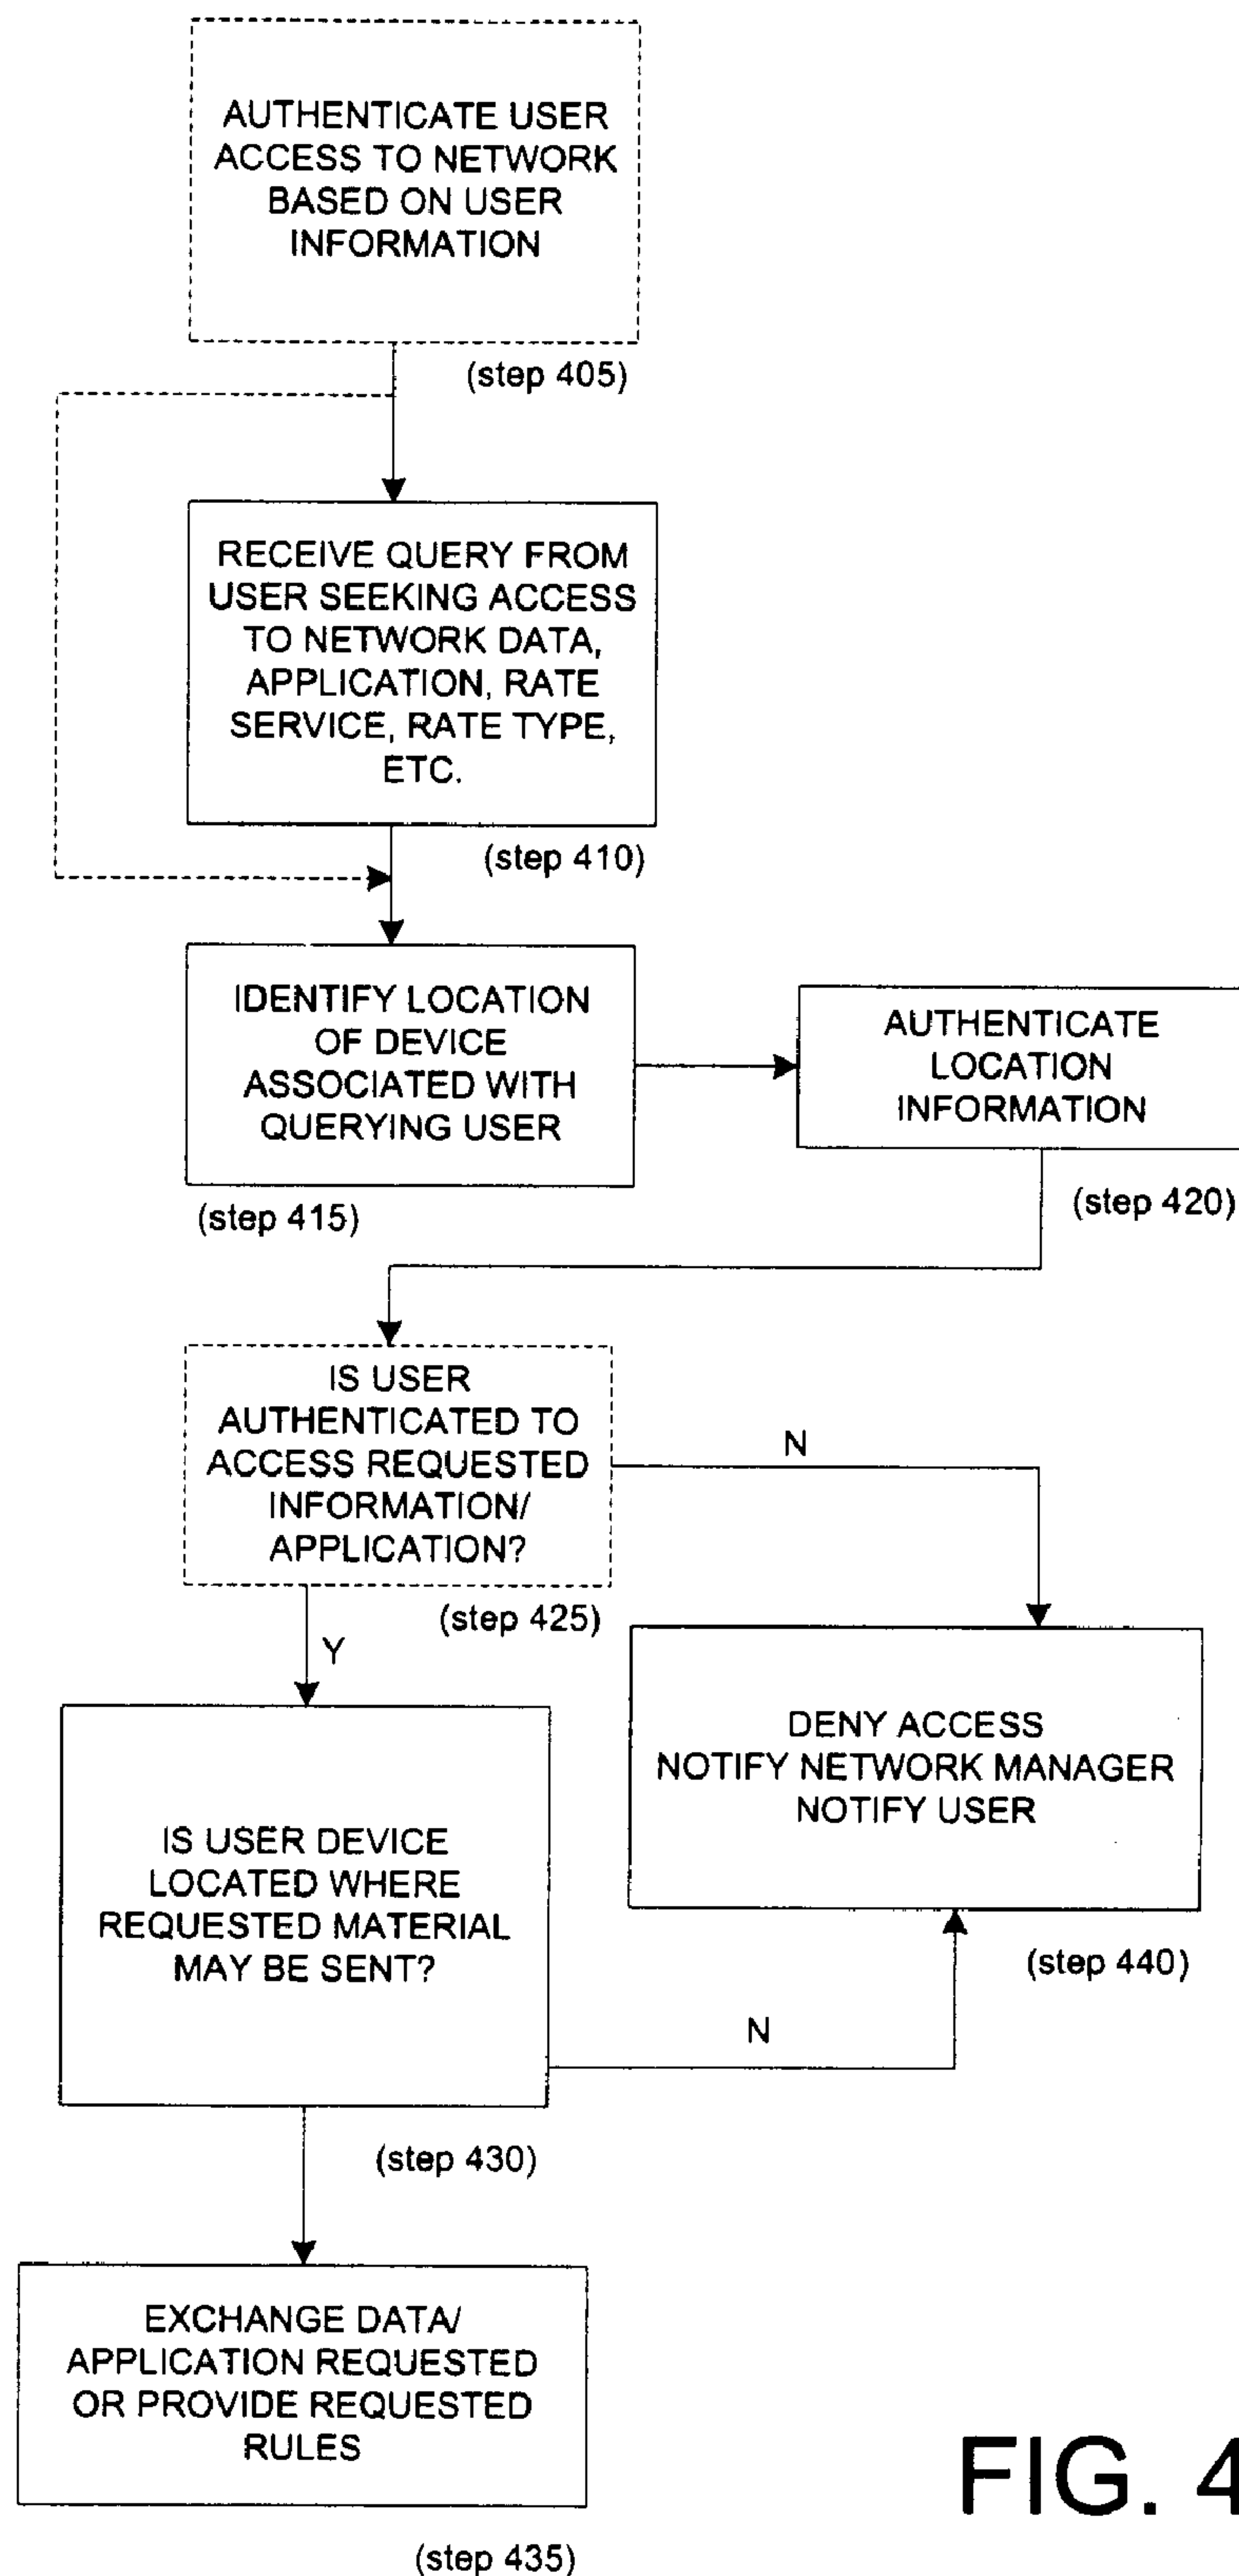 AUTHENTICATE USER
ACCESS TO NETWORK
BASED ON USER
INFORMATION
(step 405)
RECEIVE QUERY FROM
USER SEEKING ACCESS
TO NETWORK DATA,
APPLICATION, RATE
SERVICE, RATE TYPE,
ETC.
(step 410)
IDENTIFY LOCATION
OF DEVICE
ASSOCIATED WITH
QUERYING USER
(step 415)
AUTHENTICATE
LOCATION
INFORMATION
(step 420)
IS USER
AUTHENTICATED TO
ACCESS REQUESTED
INFORMATION/
APPLICATION?
(step 425)
N
Y
DENY ACCESS
NOTIFY NETWORK MANAGER
NOTIFY USER
(step 440)
IS USER DEVICE
LOCATED WHERE
REQUESTED MATERIAL
MAY BE SENT?
N
(step 430)
EXCHANGE DATA/
APPLICATION REQUESTED
OR PROVIDE REQUESTED
RULES
(step 435)
FIG. 4